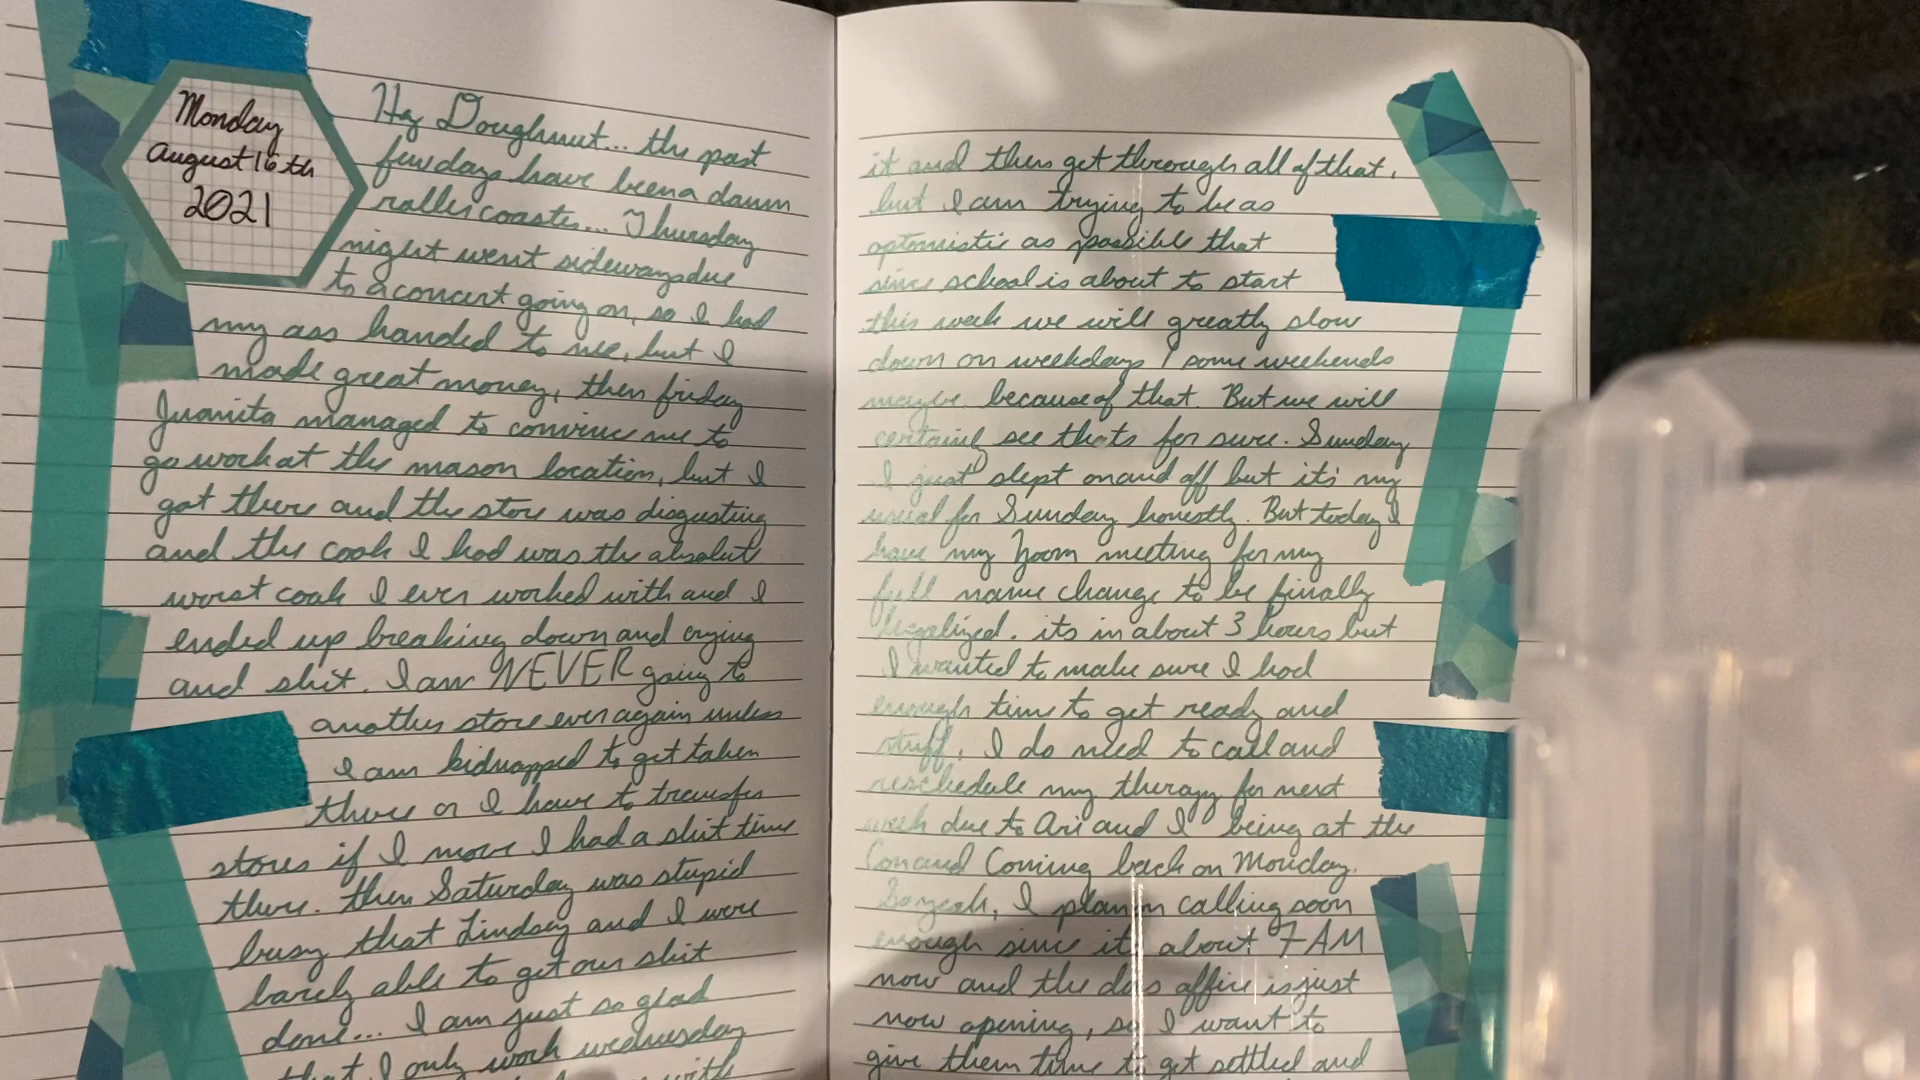 Monday
August 16th
2021
Hey Doughnut... the past
few days have been a damn
roller coaster... Thursday
night went sideways due
to a concert going on, so I had
my ass handed to me, but I
made great money, then friday
Juanita managed to convince me to
go work at the mason location, but I
got there and the store was disgusting
and the cook I had was the absolut
worst cook I ever worked with and I
ended up breaking down and crying
and shit. I am NEVER going to
another store ever again unless
I am kidnapped to get taken
there or I have to transfer
stores if I move I had a shit time
there. then Saturday was stupid
busy that Lindsey and I were
barely able to get our shit
done... I am just so glad
that I only work wednesday
with
it and then get through all of that,
but I am trying to be as
optomistic as possible that
since school is about to start
this week we will greatly slow
down on weekdays / some weekends
maybe because of that. But we will
certainly see thats for sure. Sunday
I just slept on and off but it's my
usual for Sunday honestly. But today I
have my Zoom meeting for my
full name change to be finally
legalized. its in about 3 hours but
I wanted to make sure I had
enough time to get ready and
stuff. I do need to call and
reschedule my therapy for next
week due to Ari and I being at the
Con and Coming back on Monday.
So yeah, I plan on calling soon
enough since its about 7 AM
now and the docs office is just
now opening, so I want to
give them time to get settled and